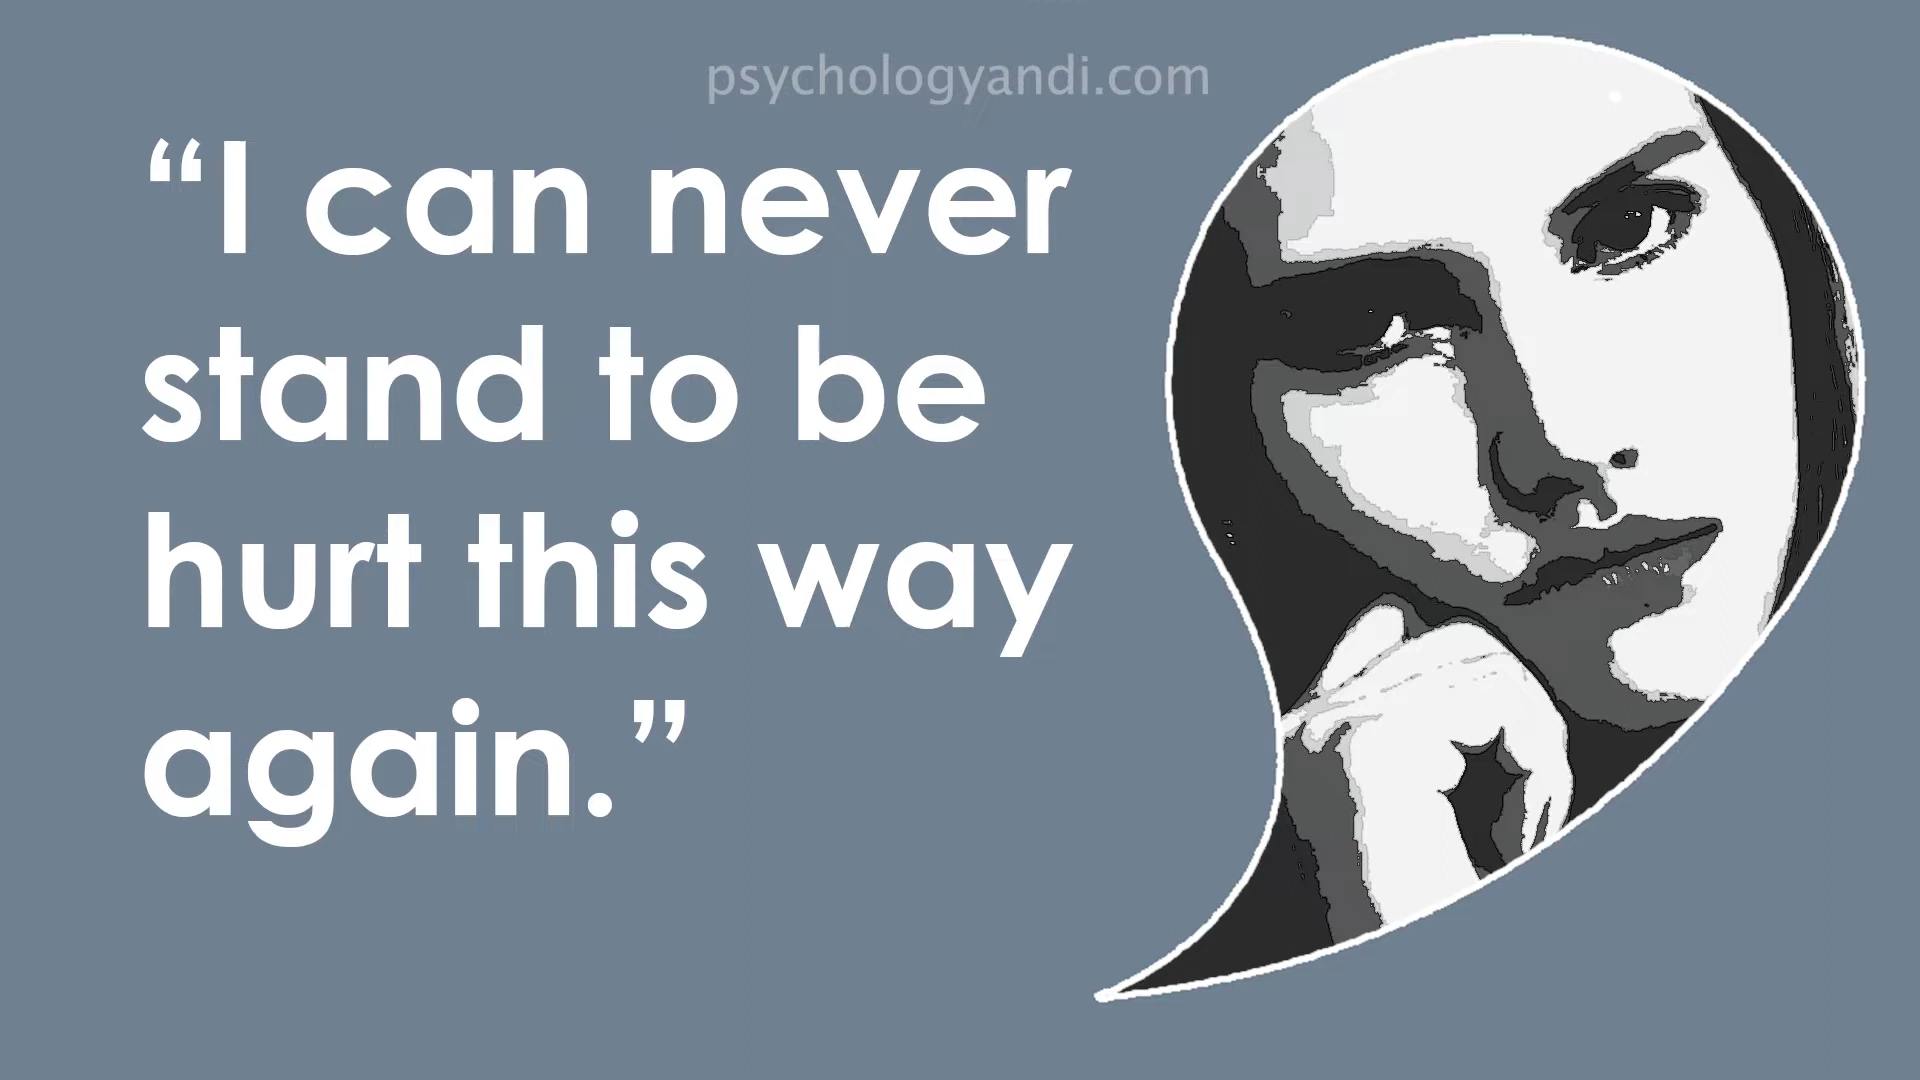 psychologyandi.com
“I can never
stand to be
hurt this way
again.”